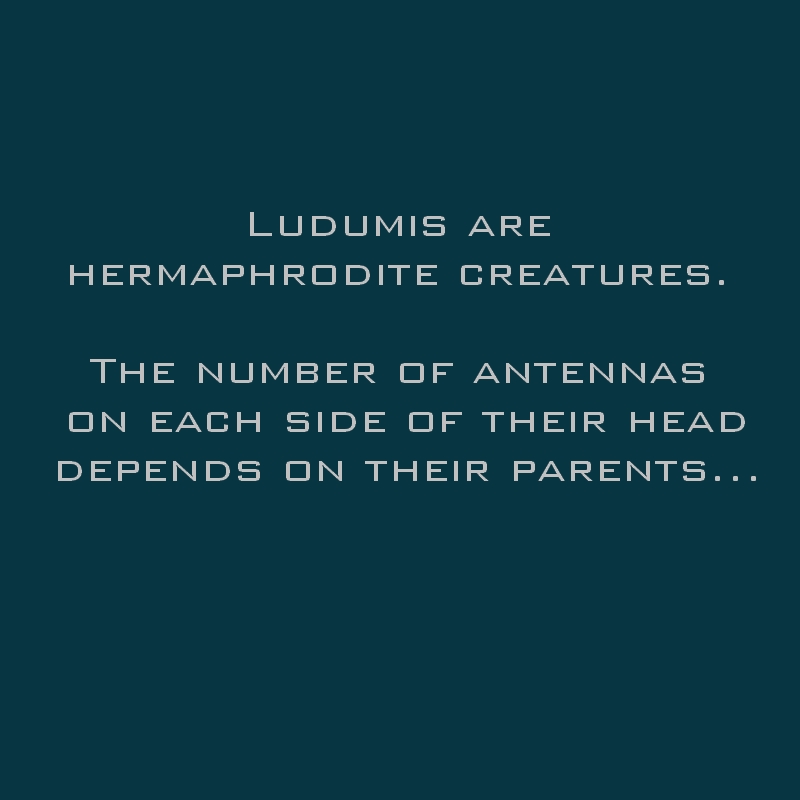 Ludumis are
hermaphrodite creatures.
The number of antennas
on each side of their head
depends on their parents...